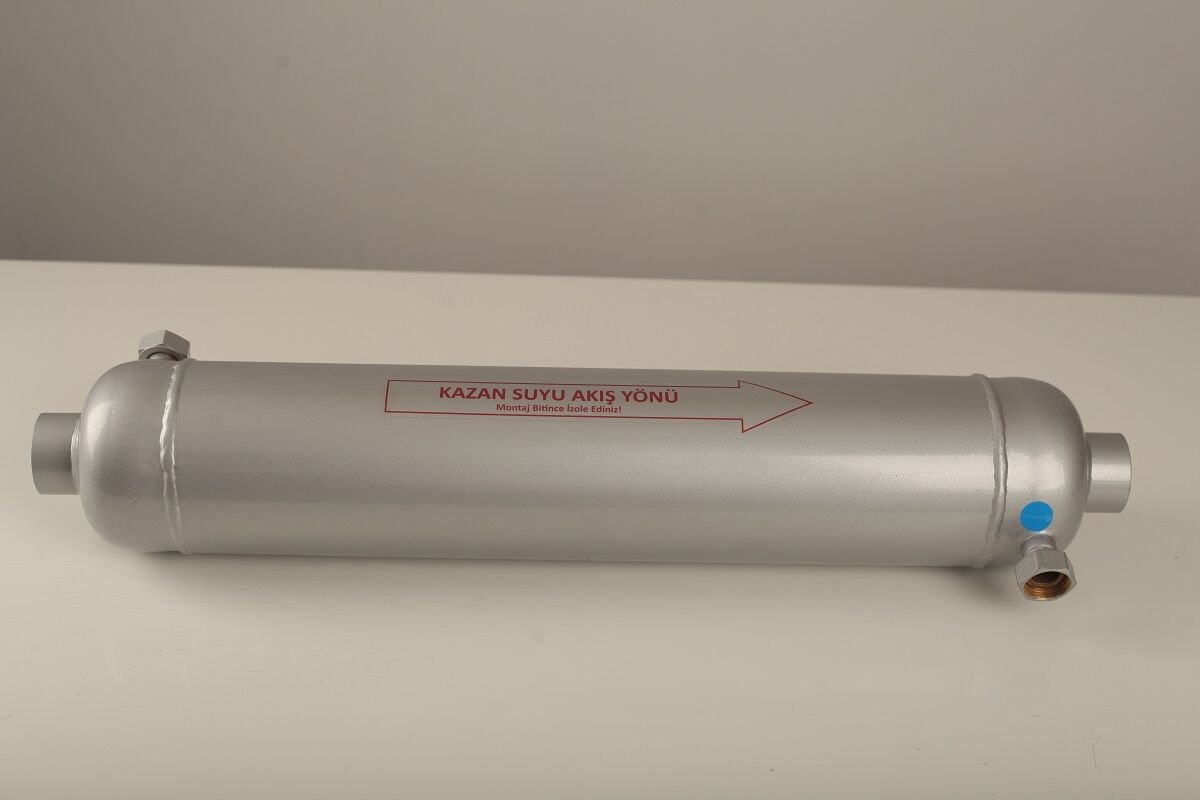 KAZAN SUYU AKIŞ YÖNÜ
Montaj Bitince İzole Ediniz!